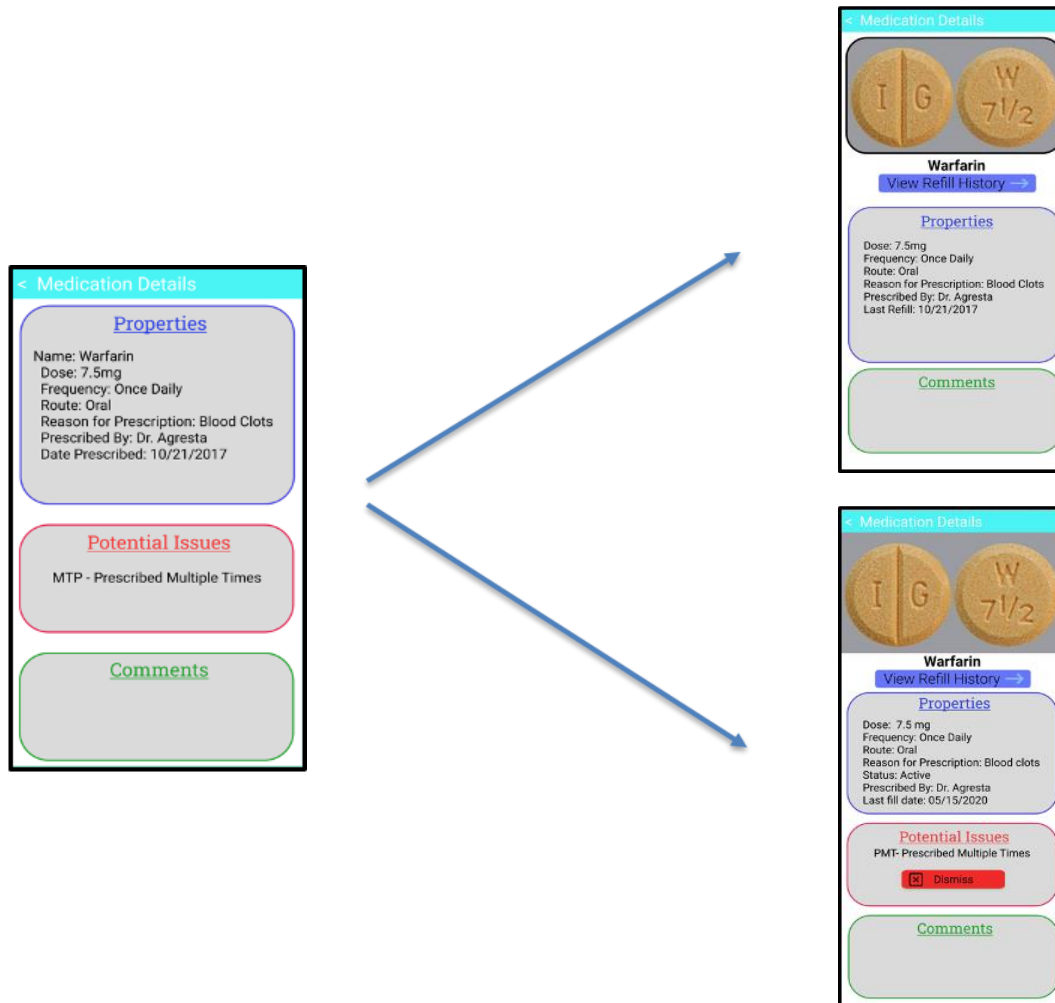 < Medication Details
Properties
Name: Warfarin
Dose: 7.5mg
Frequency: Once Daily
Route: Oral
Reason for Prescription: Blood Clots
Prescribed By: Dr. Agresta
Date Prescribed: 10/21/2017
Potential Issues
MTP - Prescribed Multiple Times
Comments
< Medication Details
I G
W
7 1/2
Warfarin
View Refill History →
Properties
Dose: 7.5mg
Frequency: Once Daily
Route: Oral
Reason for Prescription: Blood Clots
Prescribed By: Dr. Agresta
Last Refill: 10/21/2017
Comments
< Medication Details
I G
W
7 1/2
Warfarin
View Refill History →
Properties
Dose: 7.5 mg
Frequency: Once Daily
Route: Oral
Reason for Prescription: Blood clots
Status: Active
Prescribed By: Dr. Agresta
Last fill date: 05/15/2020
Potential Issues
PMT- Prescribed Multiple Times
Dismiss
Comments